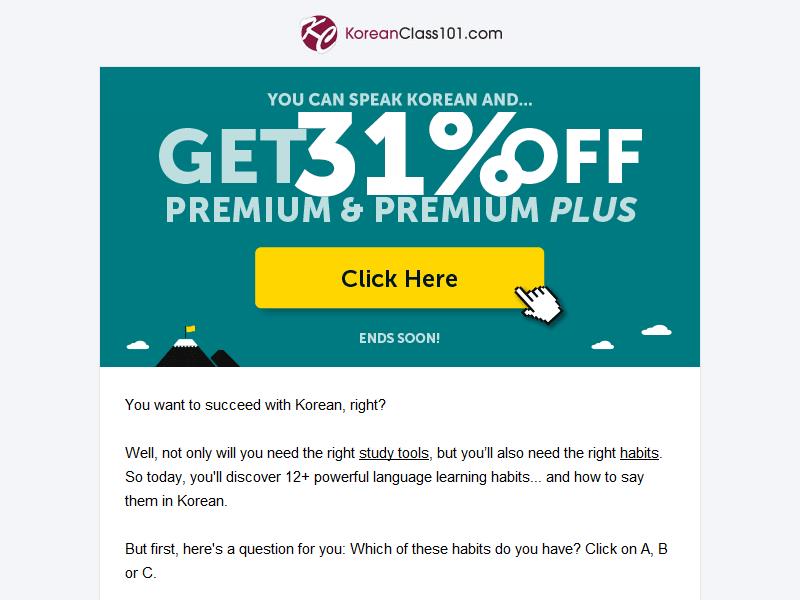 KoreanClass101.com
YOU CAN SPEAK KOREAN AND...
GET 31% OFF
PREMIUM & PREMIUM PLUS
Click Here
ENDS SOON!
You want to succeed with Korean, right?
Well, not only will you need the right study tools, but you’ll also need the right habits.
So today, you'll discover 12+ powerful language learning habits... and how to say
them in Korean.
But first, here's a question for you: Which of these habits do you have? Click on A, B
or C.